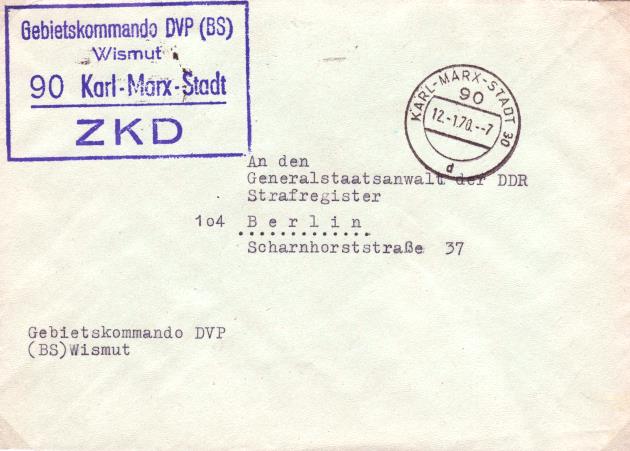 Gebietskommando DVP (BS)
Wismut
90 Karl-Marx-Stadt
ZKD
KARL-MARX-STADT 30
90
12.-1.70.--7
d
An den
Generalstaatsanwalt der DDR
Strafregister
1o4 B e r l i n
Scharnhorststraße 37
Gebietskommando DVP
(BS)Wismut